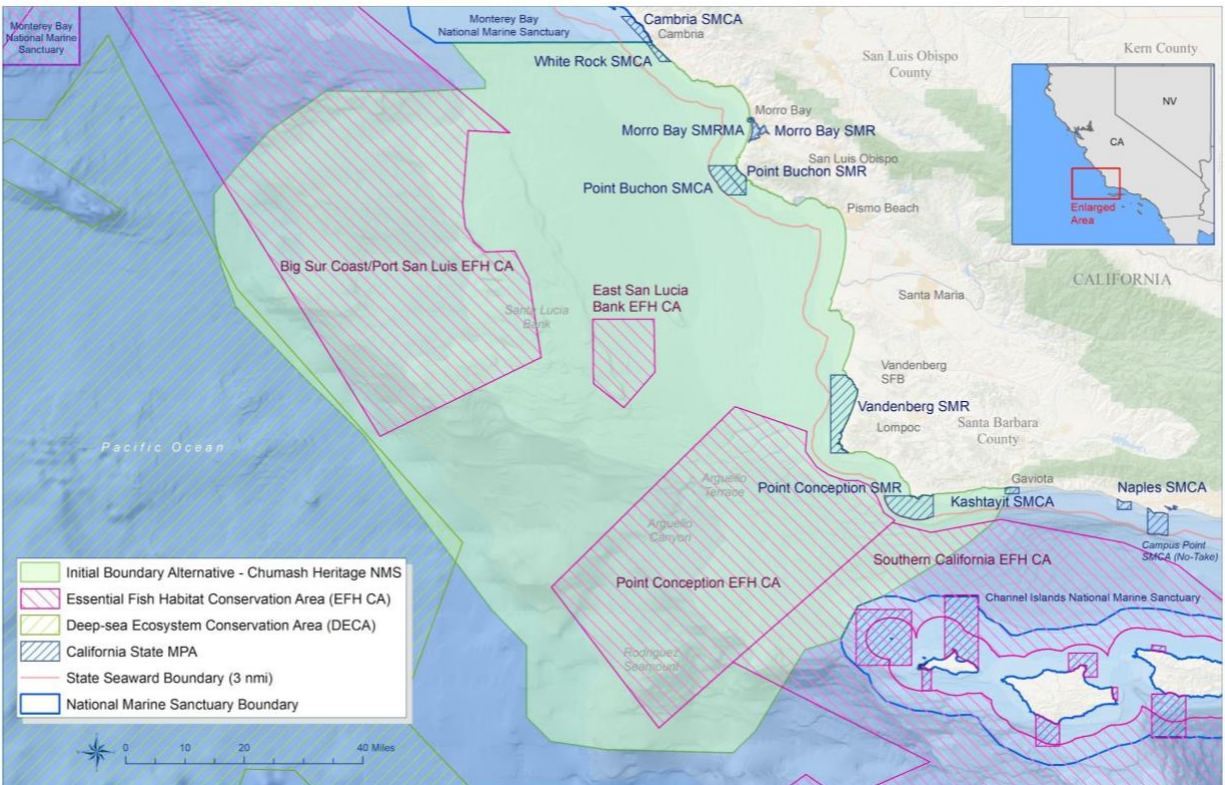 Monterey Bay
National Marine
Sanctuary
Monterey Bay
National Marine Sanctuary
Cambria SMCA
Cambria
White Rock SMCA
San Luis Obispo
County
Kern County
NV
CA
Enlarged
Area
Morro Bay
Morro Bay SMRMA
Morro Bay SMR
San Luis Obispo
Point Buchon SMR
Point Buchon SMCA
Pismo Beach
Big Sur Coast/Port San Luis EFH CA
CALIFORNIA
East San Lucia
Bank EFH CA
Santa Lucia
Bank
Santa Maria
Vandenberg
SFB
Vandenberg SMR
Lompoc
Santa Barbara
County
Pacific Ocean
Arguello
Terrace
Point Conception SMR
Gaviota
Kashtayit SMCA
Naples SMCA
Arguello
Canyon
Campus Point
SMCA (No-Take)
Southern California EFH CA
Point Conception EFH CA
Channel Islands National Marine Sanctuary
Rodriguez
Seamount
Initial Boundary Alternative - Chumash Heritage NMS
Essential Fish Habitat Conservation Area (EFH CA)
Deep-sea Ecosystem Conservation Area (DECA)
California State MPA
State Seaward Boundary (3 nmi)
National Marine Sanctuary Boundary
0 10 20 40 Miles